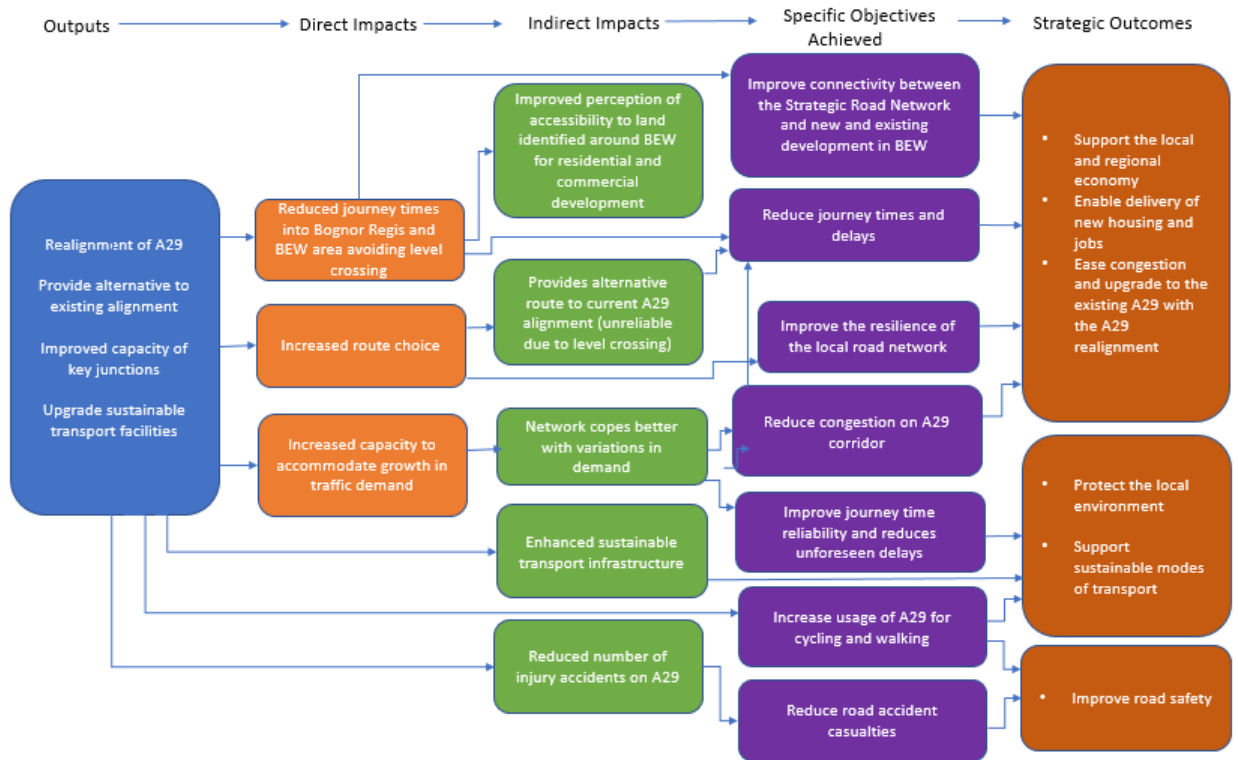 Outputs
Direct Impacts
Indirect Impacts
Specific Objectives
Achieved
Strategic Outcomes
Realignment of A29
Provide alternative to
existing alignment
Improved capacity of
key junctions
Upgrade sustainable
transport facilities
Reduced journey times
into Bognor Regis and
BEW area avoiding level
crossing
Increased route choice
Increased capacity to
accommodate growth in
traffic demand
Improved perception of
accessibility to land
identified around BEW
for residential and
commercial
development
Provides alternative
route to current A29
alignment (unreliable
due to level crossing)
Network copes better
with variations in
demand
Enhanced sustainable
transport infrastructure
Reduced number of
injury accidents on A29
Improve connectivity between
the Strategic Road Network
and new and existing
development in BEW
Reduce journey times and
delays
Improve the resilience of
the local road network
Reduce congestion on A29
corridor
Improve journey time
reliability and reduces
unforeseen delays
Increase usage of A29 for
cycling and walking
Reduce road accident
casualties
• Support the local
and regional
economy
• Enable delivery of
new housing and
jobs
• Ease congestion
and upgrade to the
existing A29 with
the A29
realignment
• Protect the local
environment
• Support
sustainable modes
of transport
• Improve road safety